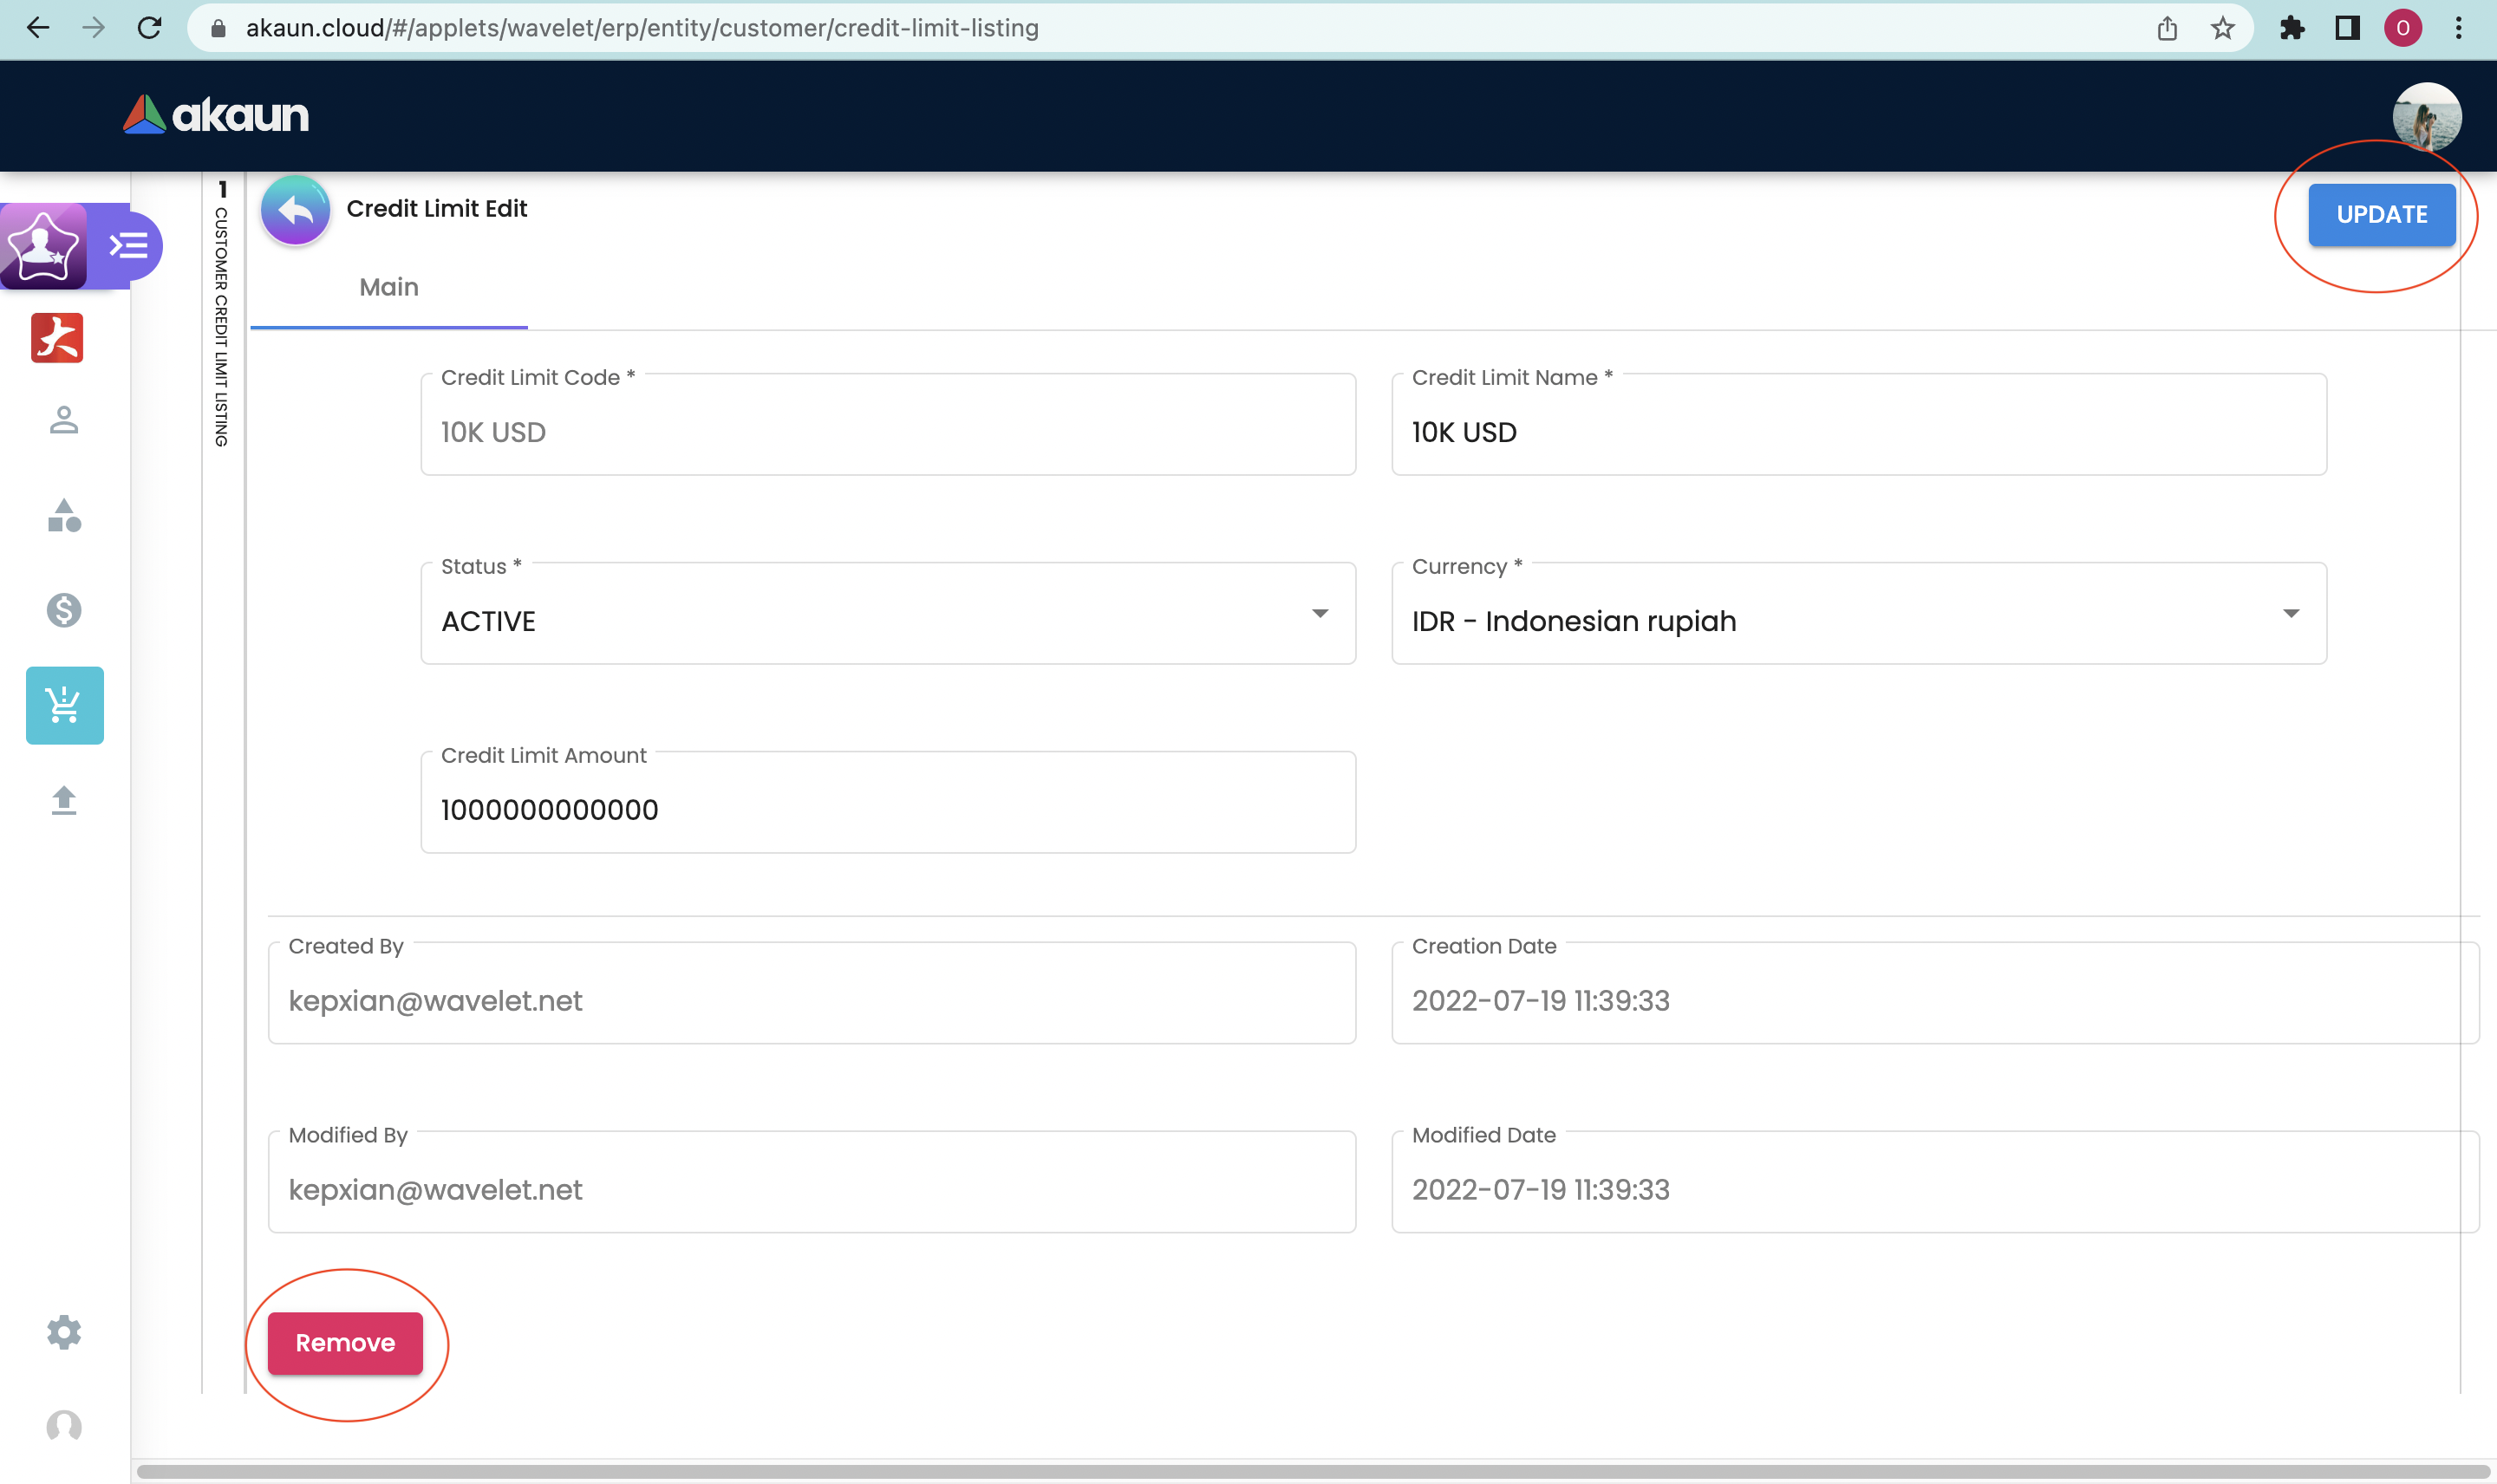 akaun.cloud/#/applets/wavelet/erp/entity/customer/credit-limit-listing
O
akaun
1 CUSTOMER CREDIT LIMIT LISTING
Credit Limit Edit
UPDATE
Main
Credit Limit Code *
10K USD
Credit Limit Name *
10K USD
Status *
ACTIVE
Currency *
IDR - Indonesian rupiah
Credit Limit Amount
1000000000000
Created By
kepxian@wavelet.net
Creation Date
2022-07-19 11:39:33
Modified By
kepxian@wavelet.net
Modified Date
2022-07-19 11:39:33
Remove